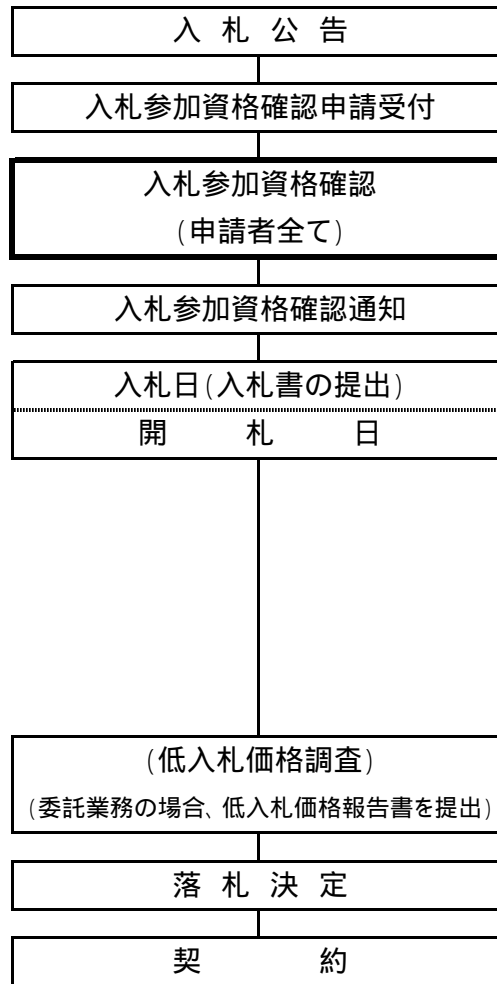 入 札 公 告
入札参加資格確認申請受付
入札参加資格確認
(申請者全て)
入札参加資格確認通知
入札日(入札書の提出)
開 札 日
(低入札価格調査)
(委託業務の場合、低入札価格報告書を提出)
落 札 決 定
契 約